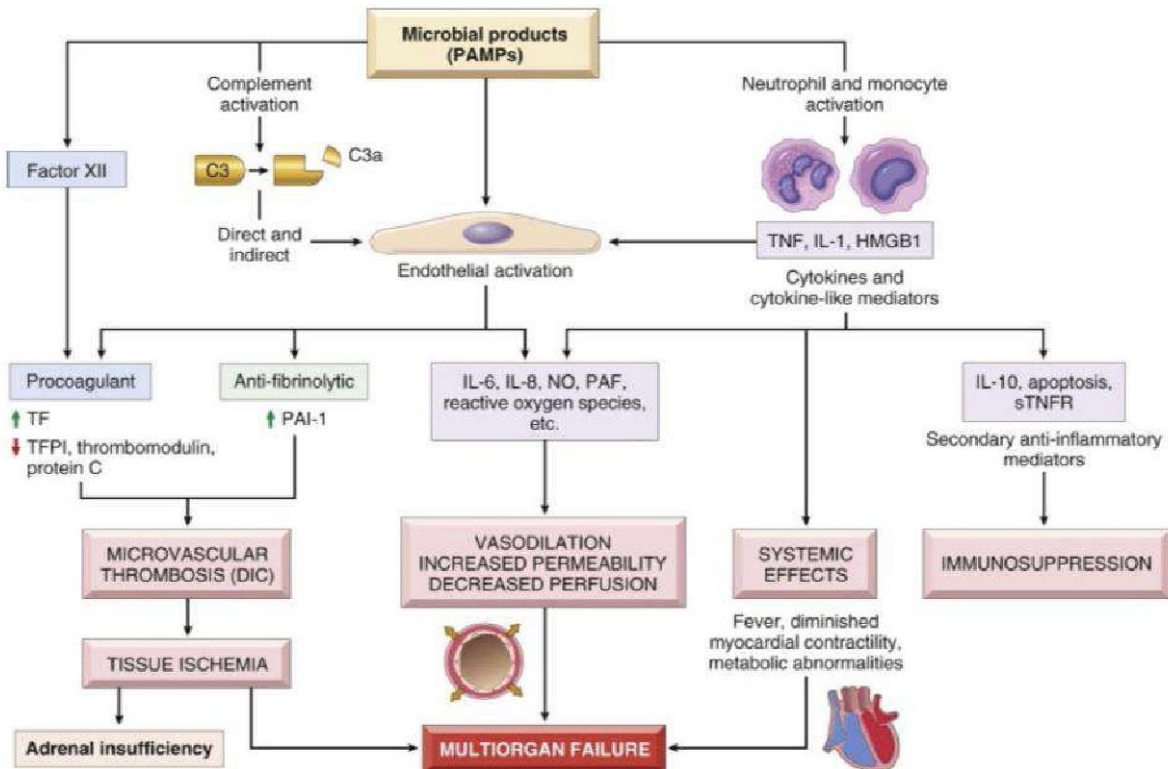 Microbial products
(PAMPs)
Complement
activation
Neutrophil and monocyte
activation
Factor XII
C3
C3a
Direct and
indirect
Endothelial activation
TNF, IL-1, HMGB1
Cytokines and
cytokine-like mediators
Procoagulant
TF
TFPI, thrombomodulin,
protein C
Anti-fibrinolytic
PAI-1
IL-6, IL-8, NO, PAF,
reactive oxygen species,
etc.
IL-10, apoptosis,
sTNFR
Secondary anti-inflammatory
mediators
MICROVASCULAR
THROMBOSIS (DIC)
VASODILATION
INCREASED PERMEABILITY
DECREASED PERFUSION
SYSTEMIC
EFFECTS
IMMUNOSUPPRESSION
Fever, diminished
myocardial contractility,
metabolic abnormalities
TISSUE ISCHEMIA
Adrenal insufficiency
MULTIORGAN FAILURE